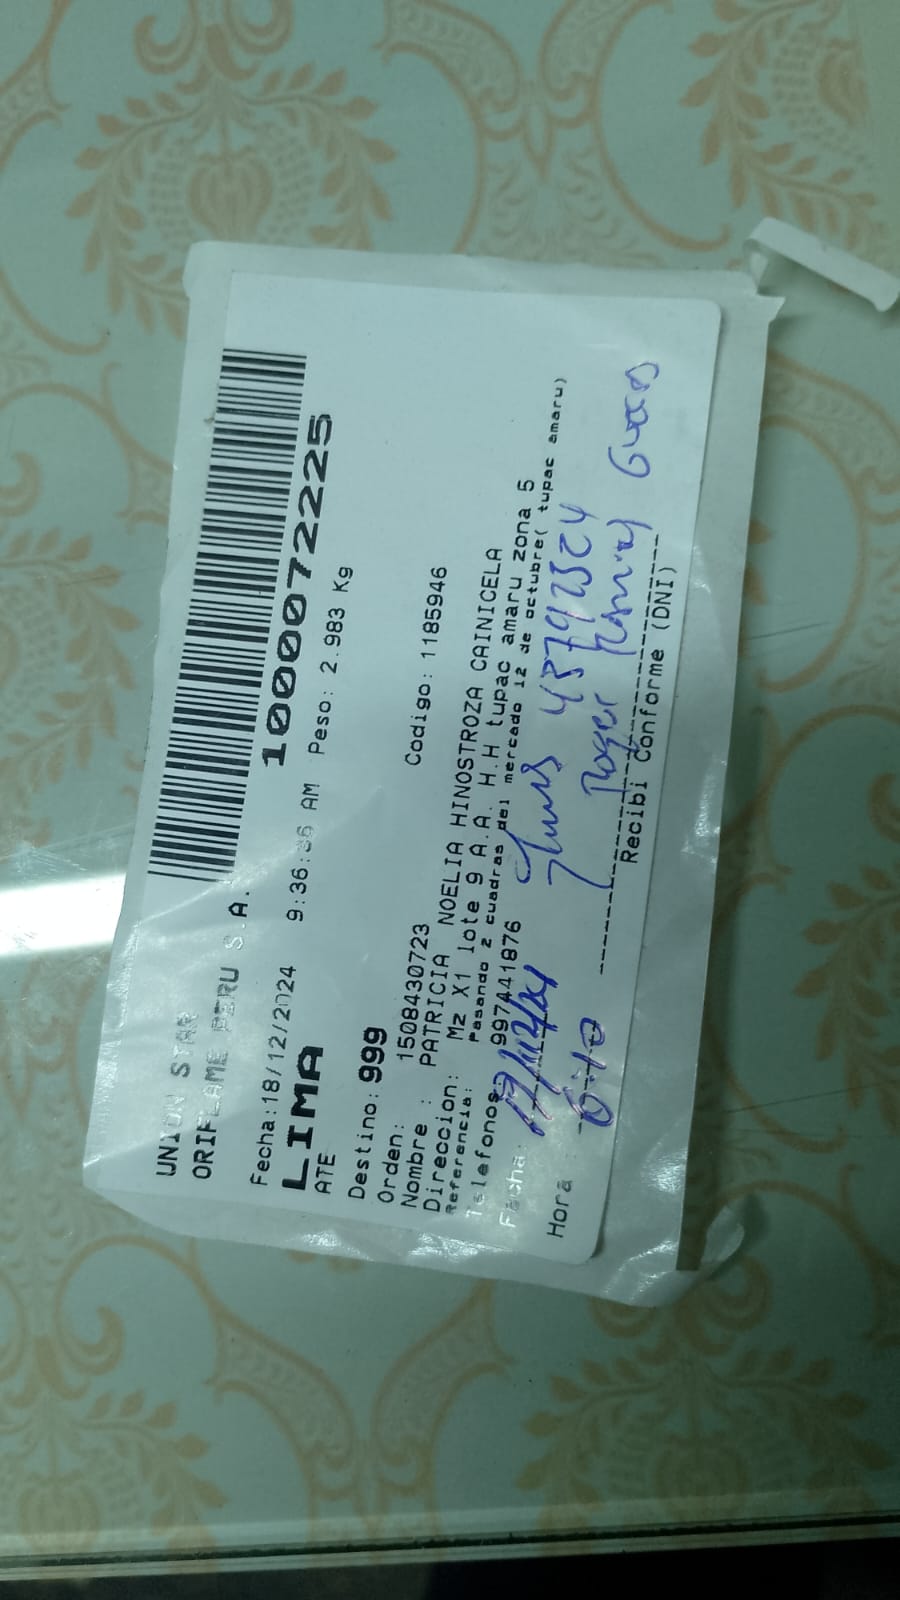 UNION STAR
ORIFLAME PERU S.A.
1000072225
Fecha:18/12/2024 9:36: AM Peso: 2.983 Kg
LIMA
ATE
Destino: 999
Orden: 1508430723 Codigo: 1185946
Nombre : PATRICIA NOELIA HINOSTROZA CAINICELA
Direccion: Mz X1 lote 9 A.A. H.H tupac amaru zona 5
Referencia: Pasando 2 cuadras del mercado 12 de octubre( tupac amaru)
Telefonos: 997441876
Fecha:
Hora :
Roger
Recibi Conforme (DNI)